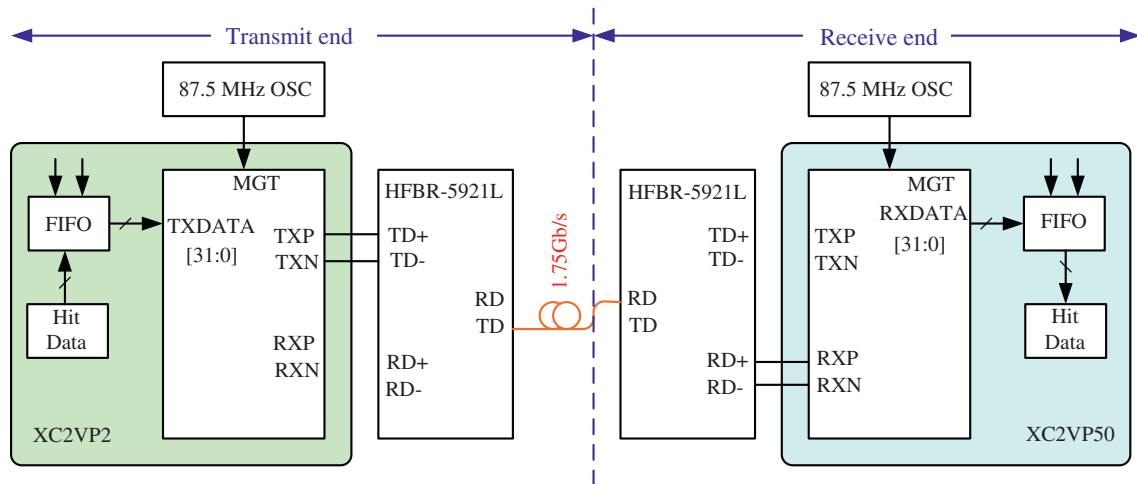 Transmit end
Receive end
87.5 MHz OSC
87.5 MHz OSC
MGT
FIFO
TXDATA
[31:0]
TXP
TXN
RXP
RXN
Hit
Data
XC2VP2
HFBR-5921L
TD+
TD-
RD
TD
RD+
RD-
1.75Gb/s
HFBR-5921L
TD+
TD-
RD
TD
RD+
RD-
MGT
RXDATA
[31:0]
TXP
TXN
RXP
RXN
FIFO
Hit
Data
XC2VP50